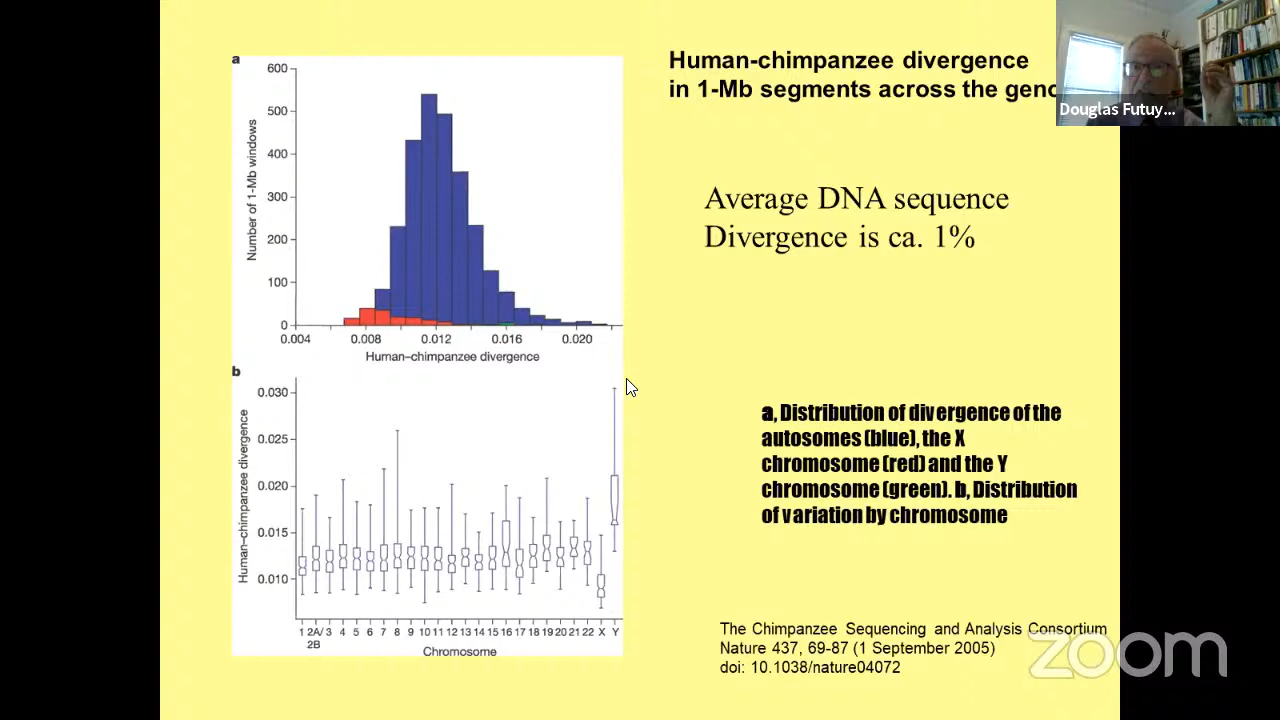 Human-chimpanzee divergence
in 1-Mb segments across the geno
Douglas Futuy...
Average DNA sequence
Divergence is ca. 1%
a
600
500
400
300
200
100
0
Number of 1-Mb windows
0.004 0.008 0.012 0.016 0.020
Human–chimpanzee divergence
b
0.030
0.025
0.020
0.015
0.010
Human–chimpanzee divergence
1 2A/ 3 4 5 6 7 8 9 10 11 12 13 14 15 16 17 18 19 20 21 22 X Y
2B
Chromosome
a, Distribution of divergence of the
autosomes (blue), the X
chromosome (red) and the Y
chromosome (green). b, Distribution
of variation by chromosome
The Chimpanzee Sequencing and Analysis Consortium
Nature 437, 69-87 (1 September 2005)
doi: 10.1038/nature04072
zoom